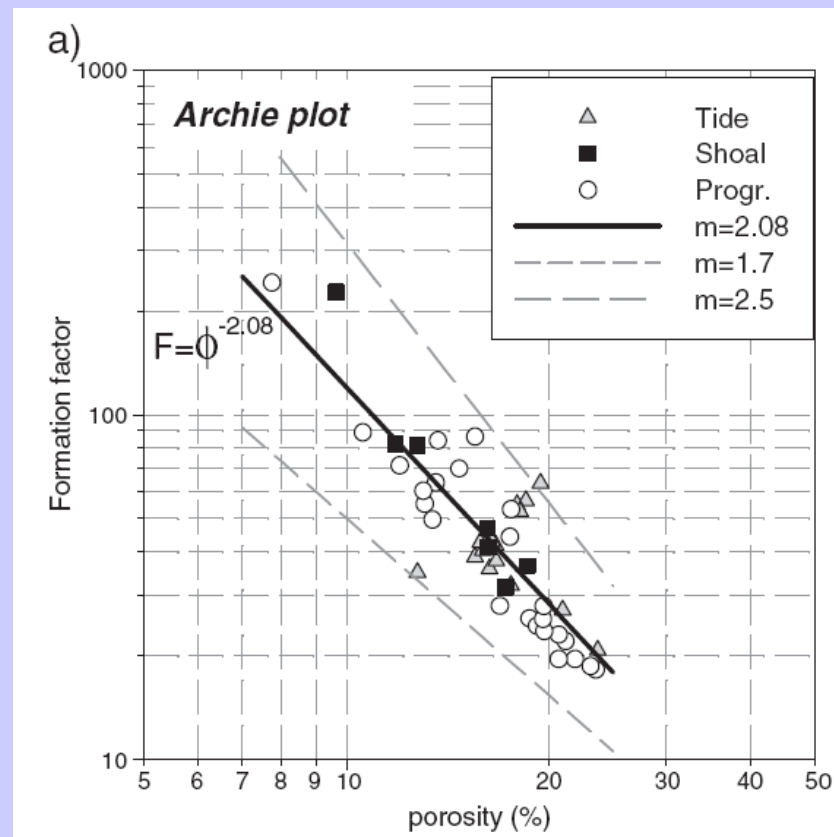 a)
1000
Archie plot
Tide
Shoal
Progr.
m=2.08
m=1.7
m=2.5
F=ϕ^-2.08
Formation factor
100
10
5 6 7 8 9 10 20 30 40 50
porosity (%)